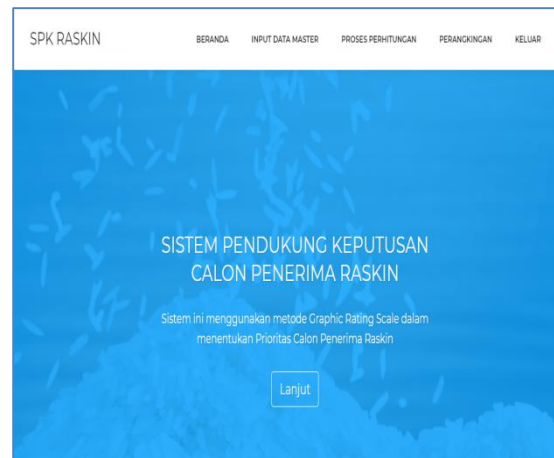 SPK RASKIN
BERANDA INPUT DATA MASTER PROSES PERHITUNGAN PERANGKINGAN KELUAR
SISTEM PENDUKUNG KEPUTUSAN
CALON PENERIMA RASKIN
Sistem ini menggunakan metode Graphic Rating Scale dalam
menentukan Prioritas Calon Penerima Raskin
Lanjut